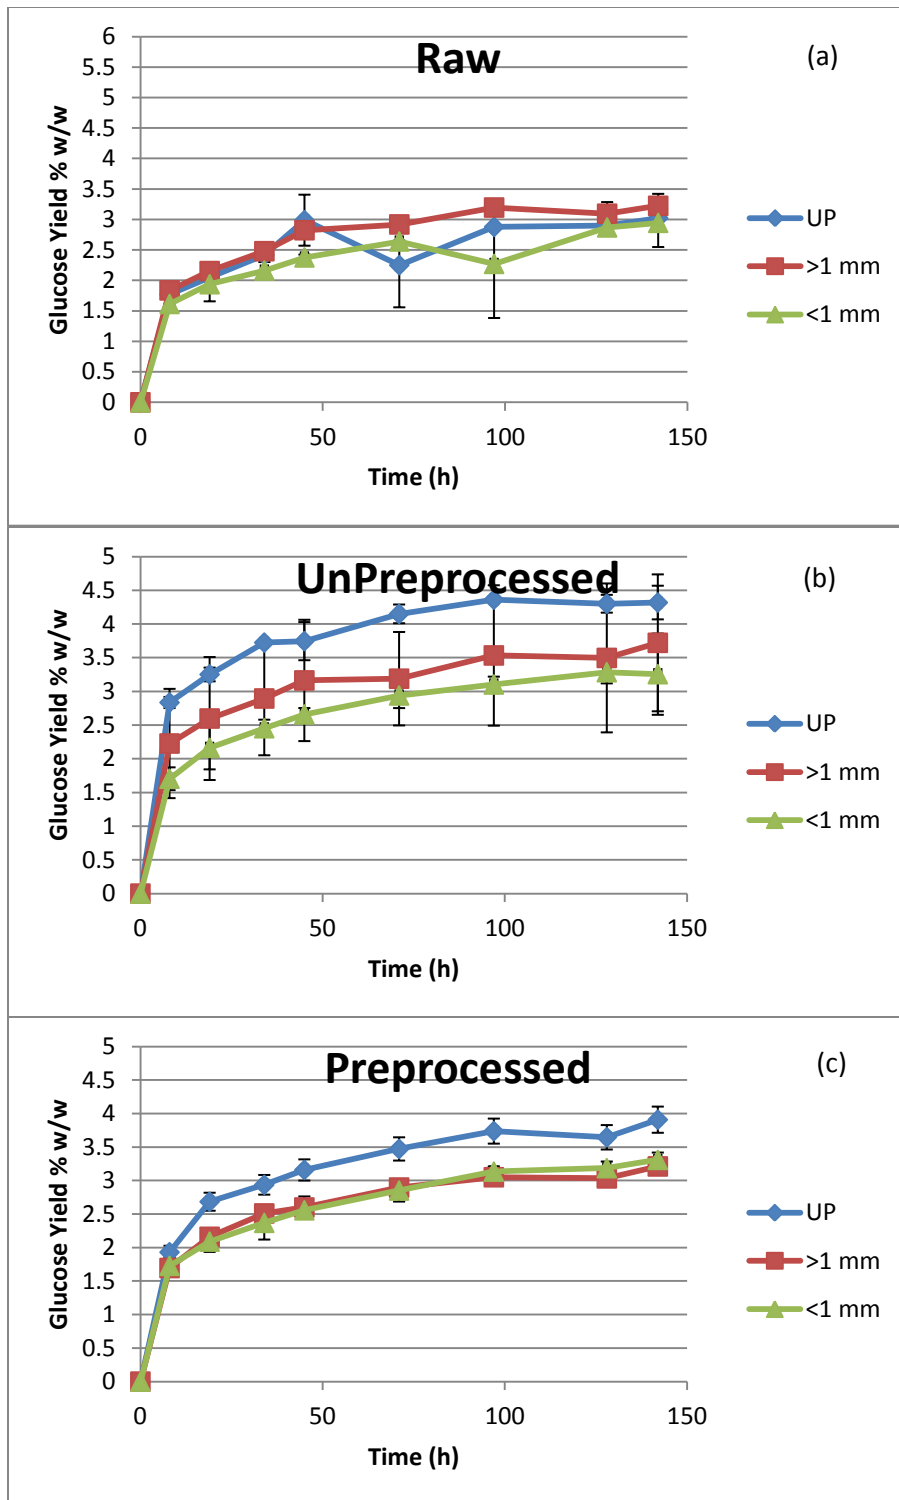 Raw
(a)
Glucose Yield % w/w
6
5.5
5
4.5
4
3.5
3
2.5
2
1.5
1
0.5
0
0 50 100 150
Time (h)
UP
>1 mm
<1 mm
UnPreprocessed
(b)
Glucose Yield % w/w
5
4.5
4
3.5
3
2.5
2
1.5
1
0.5
0
0 50 100 150
Time (h)
UP
>1 mm
<1 mm
Preprocessed
(c)
Glucose Yield % w/w
5
4.5
4
3.5
3
2.5
2
1.5
1
0.5
0
0 50 100 150
Time (h)
UP
>1 mm
<1 mm